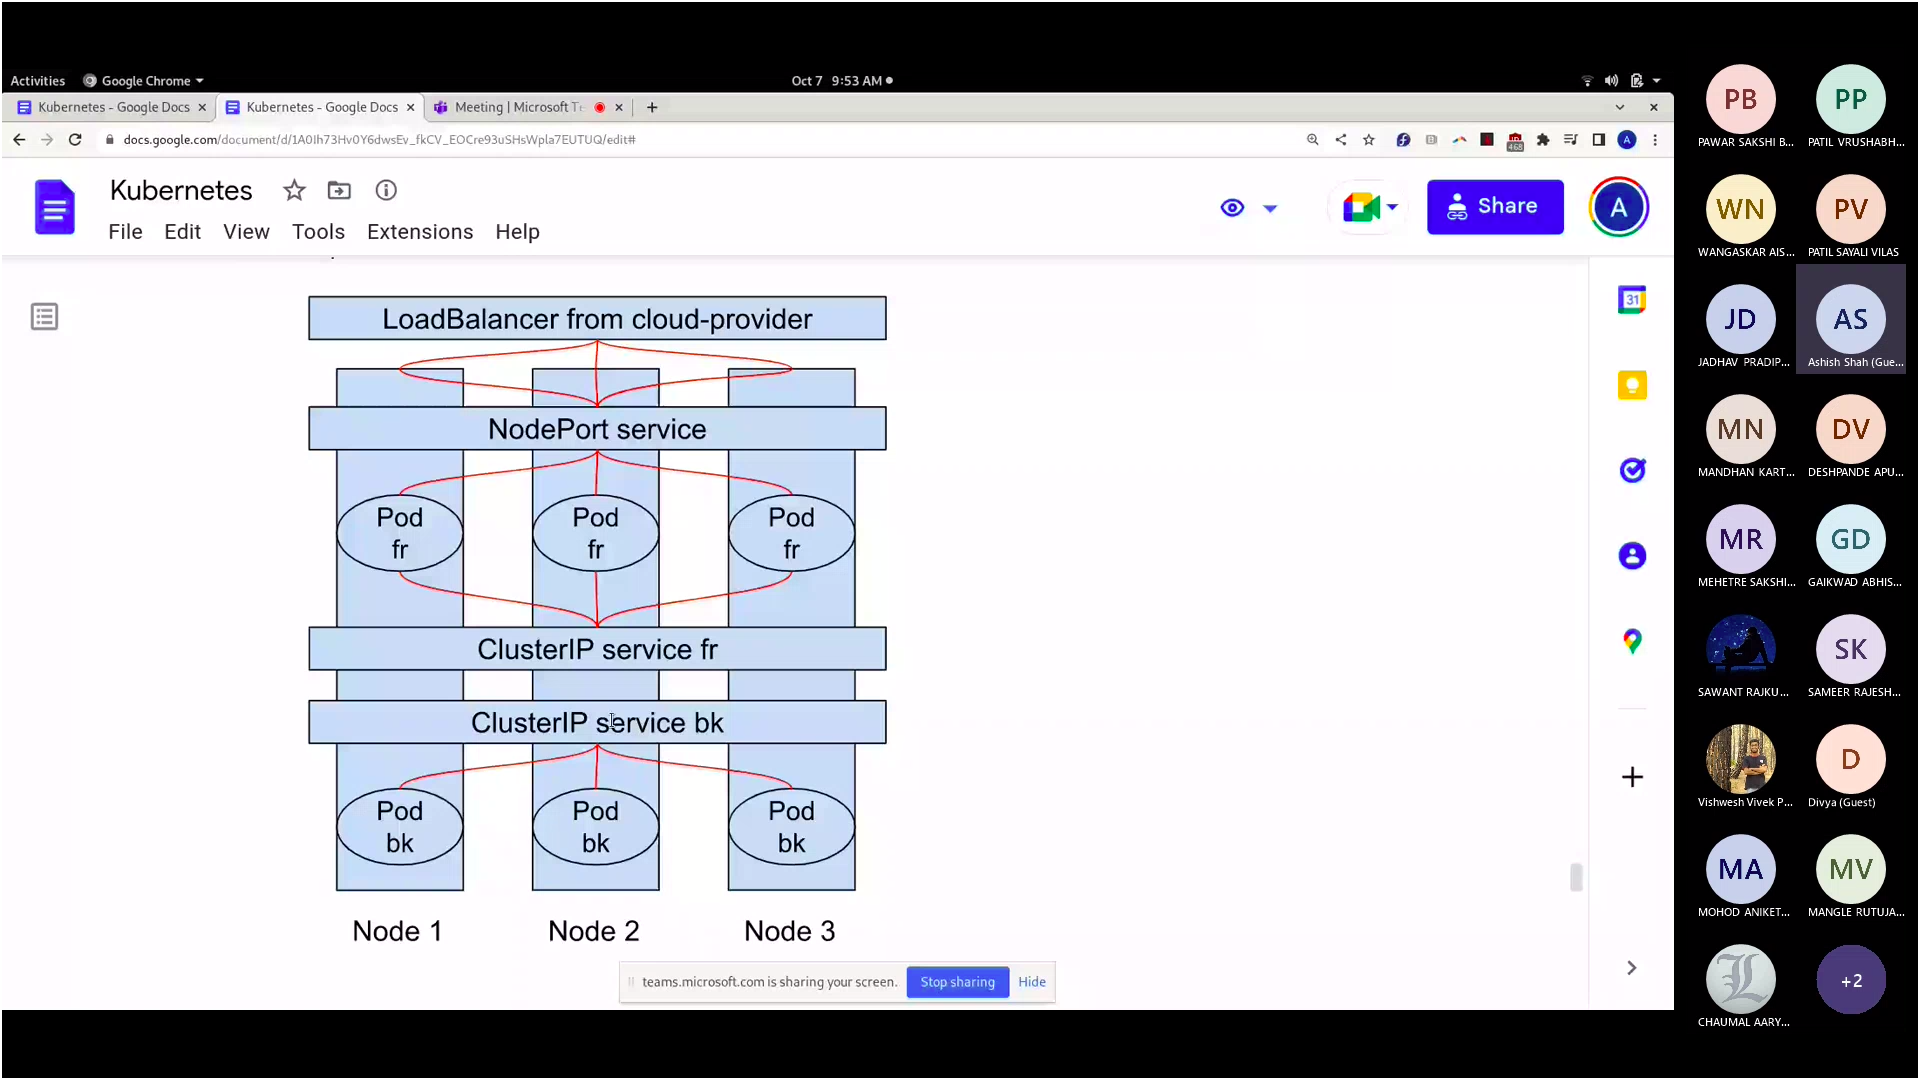 Activities
Google Chrome
Oct 7 9:53 AM
Kubernetes - Google Docs
Kubernetes - Google Docs
Meeting | Microsoft Te
docs.google.com/document/d/1A0Ih73Hv0Y6dwsEv_fkCV_EOCre93uSHsWpla7EUTUQ/edit#
468
A
Kubernetes
File Edit View Tools Extensions Help
Share
A
31
LoadBalancer from cloud-provider
NodePort service
Pod fr
Pod fr
Pod fr
ClusterIP service fr
ClusterIP service bk
Pod bk
Pod bk
Pod bk
Node 1
Node 2
Node 3
teams.microsoft.com is sharing your screen.
Stop sharing
Hide
PB
PAWAR SAKSHI B...
PP
PATIL VRUSHABH...
WN
WANGASKAR AIS...
PV
PATIL SAYALI VILAS
JD
JADHAV PRADIP...
AS
Ashish Shah (Gue...
MN
MANDHAN KART...
DV
DESHPANDE APU...
MR
MEHETRE SAKSHI...
GD
GAIKWAD ABHIS...
SAWANT RAJKU...
SK
SAMEER RAJESH...
Vishwesh Vivek P...
D
Divya (Guest)
MA
MOHOD ANIKET...
MV
MANGLE RUTUJA...
L
CHAUMAL AARY...
+2